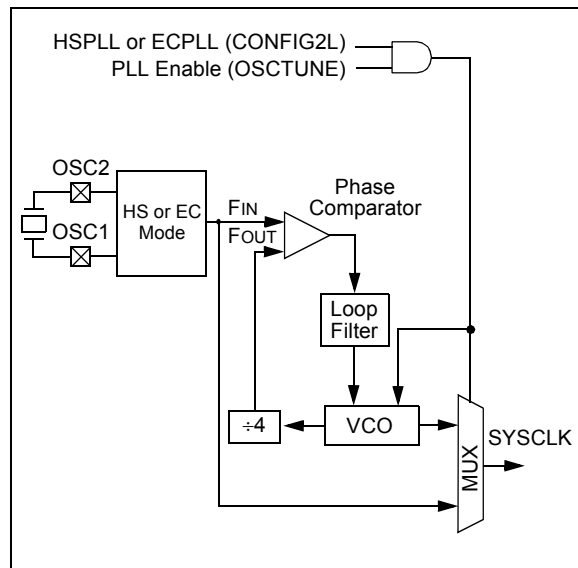 HSPLL or ECPLL (CONFIG2L)
PLL Enable (OSCTUNE)
OSC2
OSC1
HS or EC
Mode
FIN
FOUT
Phase
Comparator
Loop
Filter
÷4
VCO
MUX
SYSCLK